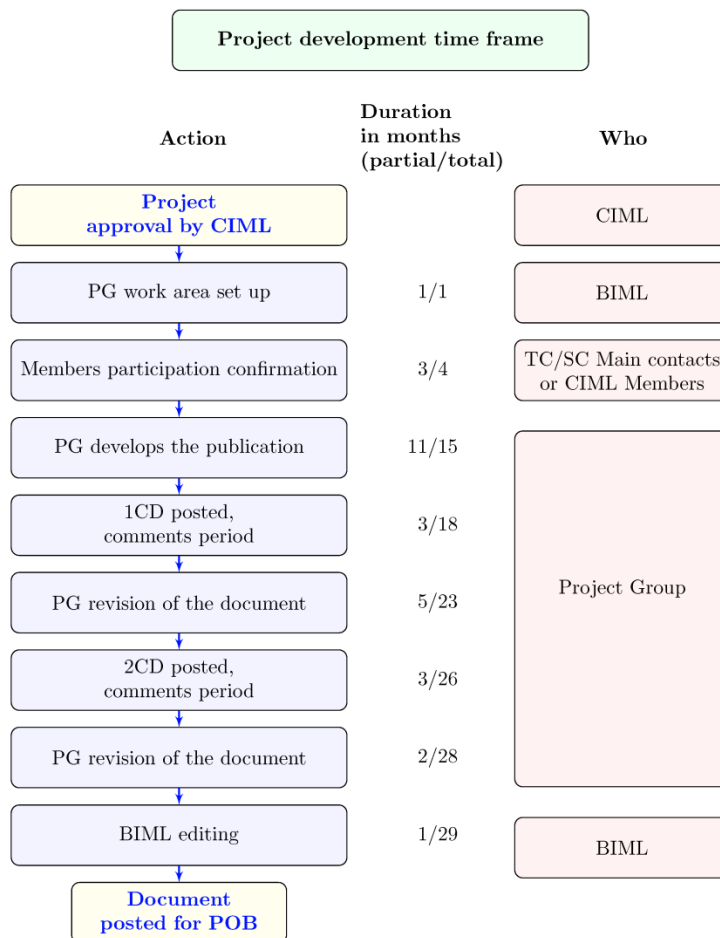 Project development time frame
Action
Duration
in months
(partial/total)
Who
Project
approval by CIML
CIML
PG work area set up
1/1
BIML
Members participation confirmation
3/4
TC/SC Main contacts
or CIML Members
PG develops the publication
11/15
1CD posted,
comments period
3/18
PG revision of the document
5/23
Project Group
2CD posted,
comments period
3/26
PG revision of the document
2/28
BIML editing
1/29
BIML
Document
posted for POB